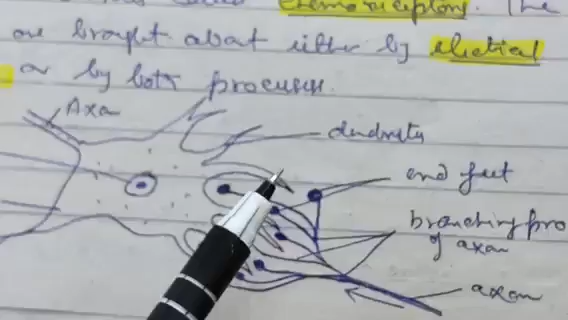 chemoreceptors. The
are brought about either by electrical
or by both processes.
Axon
dendrites
end feet
branching pro
of axon
axon